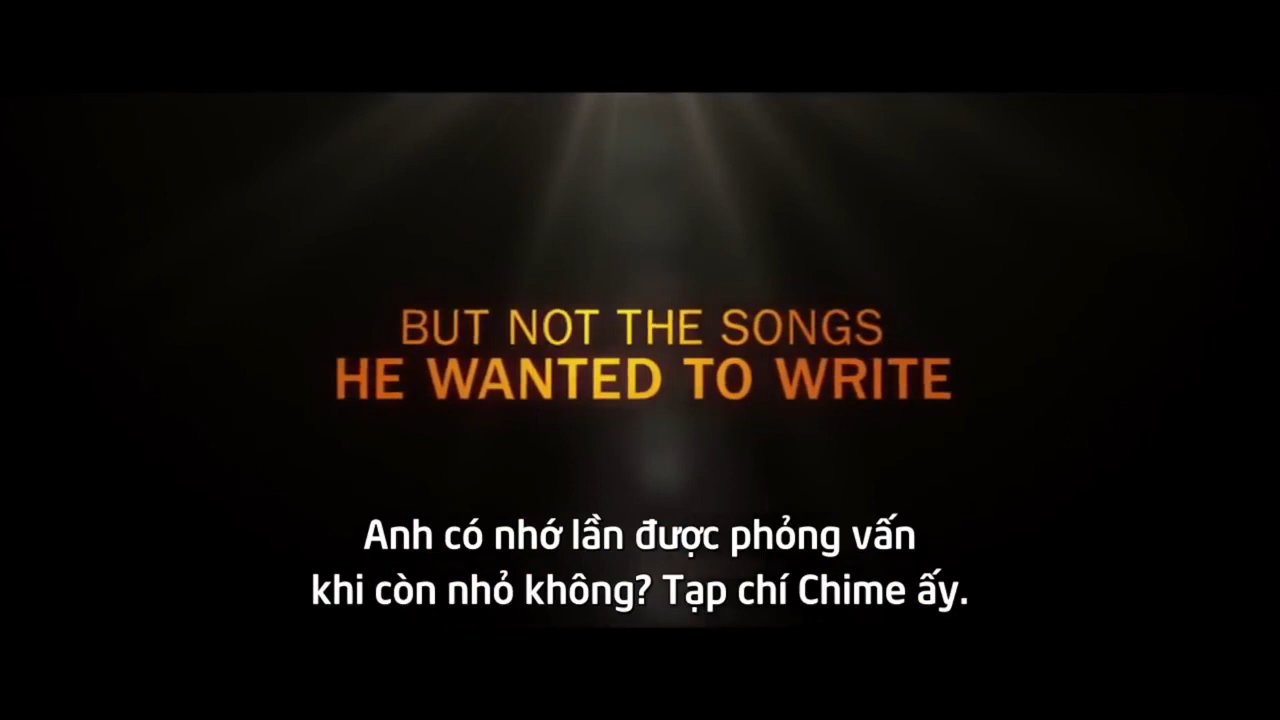 BUT NOT THE SONGS
HE WANTED TO WRITE
Anh có nhớ lần được phỏng vấn
khi còn nhỏ không? Tạp chí Chime ấy.